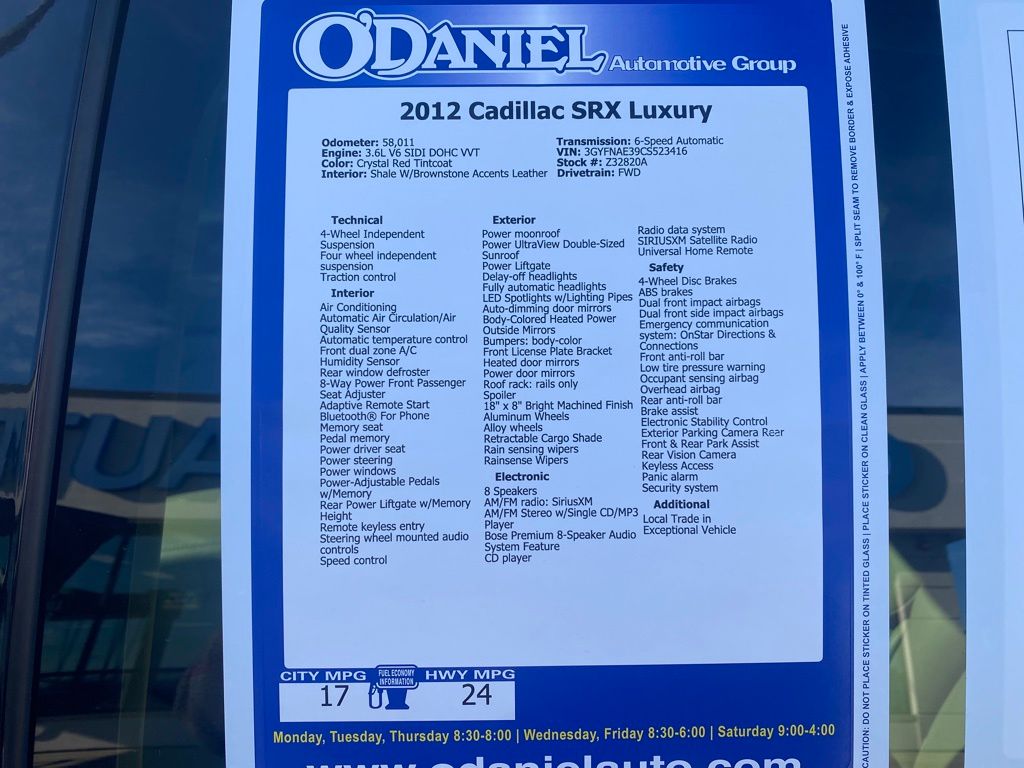 O'DANIEL Automotive Group
2012 Cadillac SRX Luxury
Odometer: 58,011
Engine: 3.6L V6 SIDI DOHC VVT
Color: Crystal Red Tintcoat
Interior: Shale W/Brownstone Accents Leather
Transmission: 6-Speed Automatic
VIN: 3GYFNAE39CS523416
Stock #: Z32820A
Drivetrain: FWD
Technical
4-Wheel Independent
Suspension
Four wheel independent
suspension
Traction control
Interior
Air Conditioning
Automatic Air Circulation/Air
Quality Sensor
Automatic temperature control
Front dual zone A/C
Humidity Sensor
Rear window defroster
8-Way Power Front Passenger
Seat Adjuster
Adaptive Remote Start
Bluetooth® For Phone
Memory seat
Pedal memory
Power driver seat
Power steering
Power windows
Power-Adjustable Pedals
w/Memory
Rear Power Liftgate w/Memory
Height
Remote keyless entry
Steering wheel mounted audio
controls
Speed control
Exterior
Power moonroof
Power UltraView Double-Sized
Sunroof
Power Liftgate
Delay-off headlights
Fully automatic headlights
LED Spotlights w/Lighting Pipes
Auto-dimming door mirrors
Body-Colored Heated Power
Outside Mirrors
Bumpers: body-color
Front License Plate Bracket
Heated door mirrors
Power door mirrors
Roof rack: rails only
Spoiler
18" x 8" Bright Machined Finish
Aluminum Wheels
Alloy wheels
Retractable Cargo Shade
Rain sensing wipers
Rainsense Wipers
Electronic
8 Speakers
AM/FM radio: SiriusXM
AM/FM Stereo w/Single CD/MP3
Player
Bose Premium 8-Speaker Audio
System Feature
CD player
Radio data system
SIRIUSXM Satellite Radio
Universal Home Remote
Safety
4-Wheel Disc Brakes
ABS brakes
Dual front impact airbags
Dual front side impact airbags
Emergency communication
system: OnStar Directions &
Connections
Front anti-roll bar
Low tire pressure warning
Occupant sensing airbag
Overhead airbag
Rear anti-roll bar
Brake assist
Electronic Stability Control
Exterior Parking Camera Rear
Front & Rear Park Assist
Rear Vision Camera
Keyless Access
Panic alarm
Security system
Additional
Local Trade in
Exceptional Vehicle
CITY MPG
17
FUEL ECONOMY
INFORMATION
HWY MPG
24
Monday, Tuesday, Thursday 8:30-8:00 | Wednesday, Friday 8:30-6:00 | Saturday 9:00-4:00
www.odanielauto.com
CAUTION: DO NOT PLACE STICKER ON TINTED GLASS | PLACE STICKER ON CLEAN GLASS | APPLY BETWEEN 0° & 100° F | SPLIT SEAM TO REMOVE BORDER & EXPOSE ADHESIVE